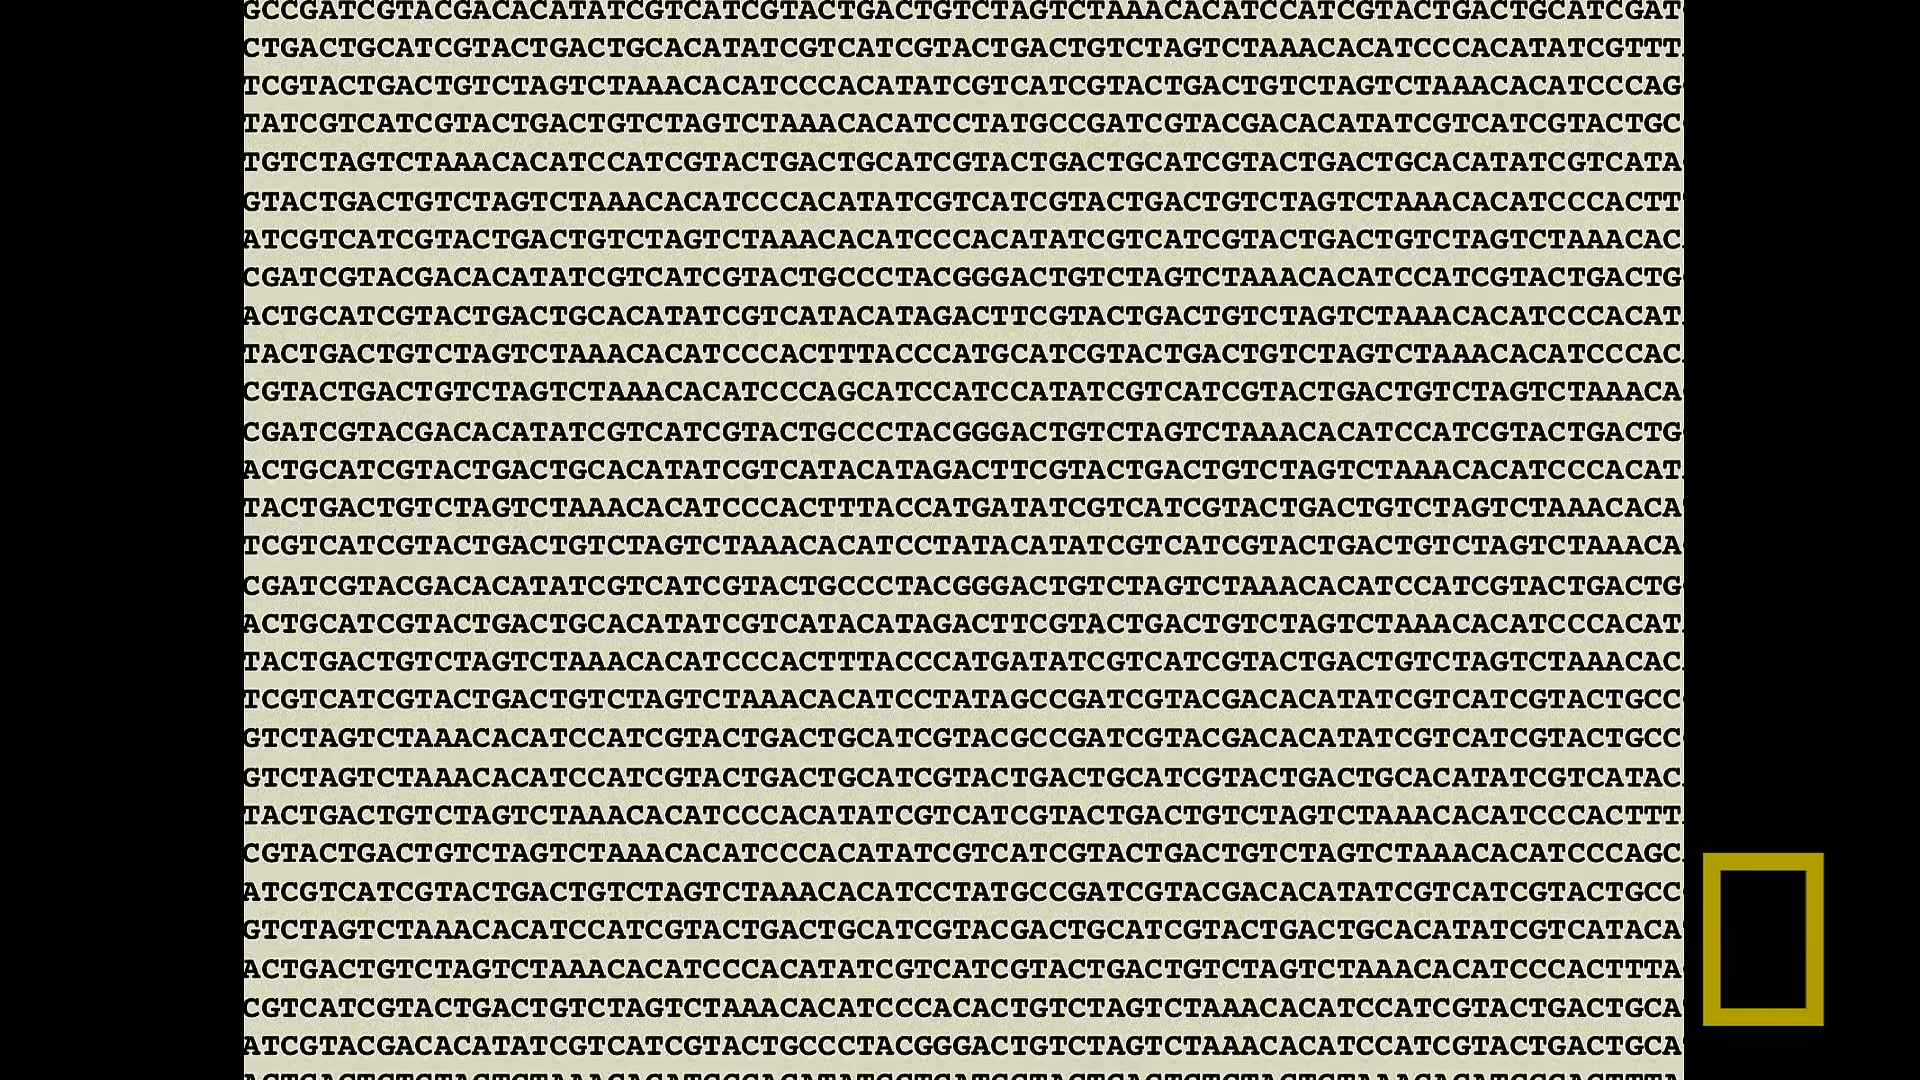 GCCGATCGTACGACACATATCGTCATCGTACTGACTGTCTAGTCTAAACACATCCATCGTACTGACTGCATCGAT
CTGACTGCATCGTACTGACTGCACATATCGTCATCGTACTGACTGTCTAGTCTAAACACATCCCACATATCGTTT
TCGTACTGACTGTCTAGTCTAAACACATCCCACATATCGTCATCGTACTGACTGTCTAGTCTAAACACATCCCAG
TATCGTCATCGTACTGACTGTCTAGTCTAAACACATCCTATGCCGATCGTACGACACATATCGTCATCGTACTGC
TGTCTAGTCTAAACACATCCATCGTACTGACTGCATCGTACTGACTGCATCGTACTGACTGCACATATCGTCATA
GTACTGACTGTCTAGTCTAAACACATCCCACATATCGTCATCGTACTGACTGTCTAGTCTAAACACATCCCACTT
ATCGTCATCGTACTGACTGTCTAGTCTAAACACATCCCACATATCGTCATCGTACTGACTGTCTAGTCTAAACAC
CGATCGTACGACACATATCGTCATCGTACTGCCCTACGGGACTGTCTAGTCTAAACACATCCATCGTACTGACTG
ACTGCATCGTACTGACTGCACATATCGTCATACATAGACTTCGTACTGACTGTCTAGTCTAAACACATCCCACAT
TACTGACTGTCTAGTCTAAACACATCCCACTTTACCCATGCATCGTACTGACTGTCTAGTCTAAACACATCCCAC
CGTACTGACTGTCTAGTCTAAACACATCCCAGCATCCATCCATATCGTCATCGTACTGACTGTCTAGTCTAAACA
CGATCGTACGACACATATCGTCATCGTACTGCCCTACGGGACTGTCTAGTCTAAACACATCCATCGTACTGACTG
ACTGCATCGTACTGACTGCACATATCGTCATACATAGACTTCGTACTGACTGTCTAGTCTAAACACATCCCACAT
TACTGACTGTCTAGTCTAAACACATCCCACTTTACCATGATATCGTCATCGTACTGACTGTCTAGTCTAAACACA
TCGTCATCGTACTGACTGTCTAGTCTAAACACATCCTATACATATCGTCATCGTACTGACTGTCTAGTCTAAACA
CGATCGTACGACACATATCGTCATCGTACTGCCCTACGGGACTGTCTAGTCTAAACACATCCATCGTACTGACTG
ACTGCATCGTACTGACTGCACATATCGTCATACATAGACTTCGTACTGACTGTCTAGTCTAAACACATCCCACAT
TACTGACTGTCTAGTCTAAACACATCCCACTTTACCCATGATATCGTCATCGTACTGACTGTCTAGTCTAAACAC
TCGTCATCGTACTGACTGTCTAGTCTAAACACATCCTATAGCCGATCGTACGACACATATCGTCATCGTACTGCC
GTCTAGTCTAAACACATCCATCGTACTGACTGCATCGTACGCCGATCGTACGACACATATCGTCATCGTACTGCC
GTCTAGTCTAAACACATCCATCGTACTGACTGCATCGTACTGACTGCATCGTACTGACTGCACATATCGTCATAC
TACTGACTGTCTAGTCTAAACACATCCCACATATCGTCATCGTACTGACTGTCTAGTCTAAACACATCCCACTTT
CGTACTGACTGTCTAGTCTAAACACATCCCACATATCGTCATCGTACTGACTGTCTAGTCTAAACACATCCCAGC
ATCGTCATCGTACTGACTGTCTAGTCTAAACACATCCTATGCCGATCGTACGACACATATCGTCATCGTACTGCC
GTCTAGTCTAAACACATCCATCGTACTGACTGCATCGTACGACTGCATCGTACTGACTGCACATATCGTCATACA
ACTGACTGTCTAGTCTAAACACATCCCACATATCGTCATCGTACTGACTGTCTAGTCTAAACACATCCCACTTTA
CGTCATCGTACTGACTGTCTAGTCTAAACACATCCCACACTGTCTAGTCTAAACACATCCATCGTACTGACTGCA
ATCGTACGACACATATCGTCATCGTACTGCCCTACGGGACTGTCTAGTCTAAACACATCCATCGTACTGACTGCA